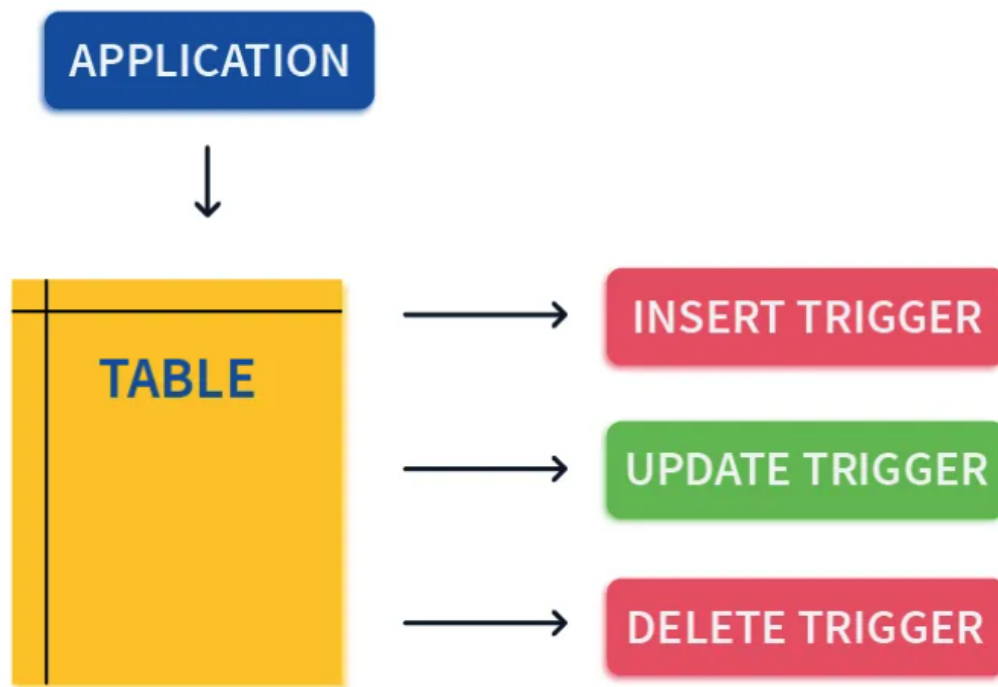 APPLICATION
TABLE
INSERT TRIGGER
UPDATE TRIGGER
DELETE TRIGGER